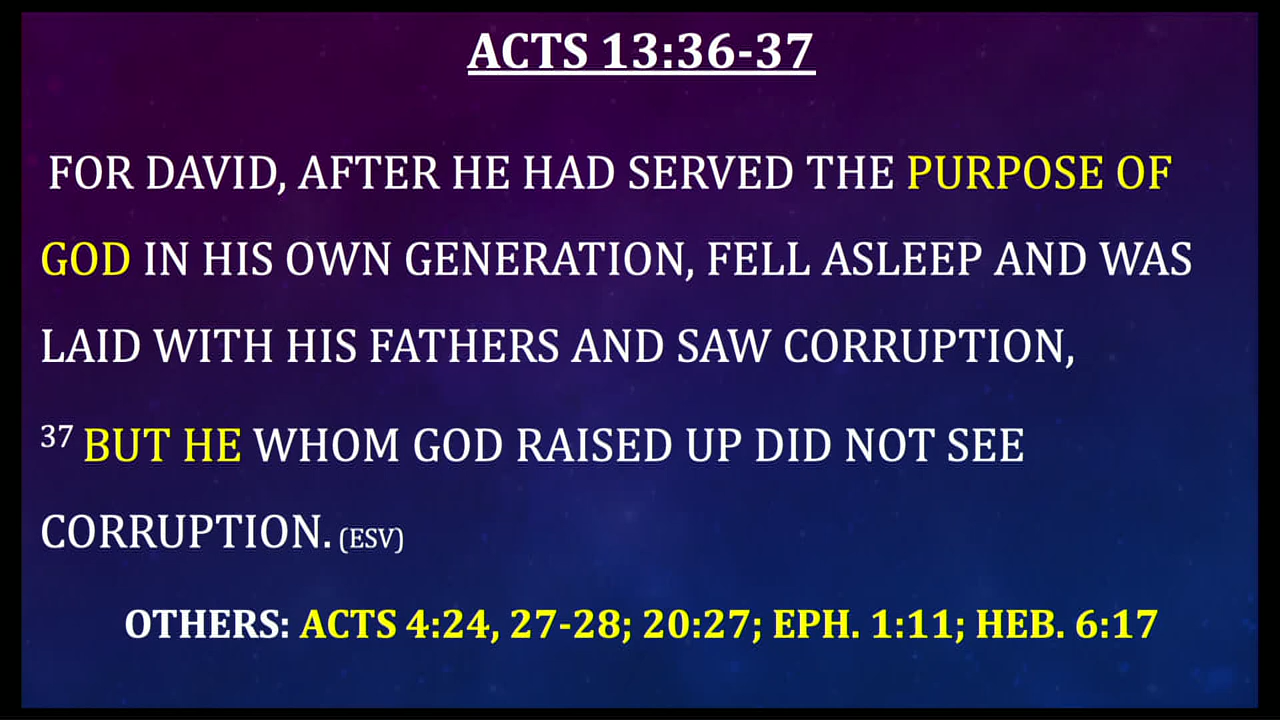 ACTS 13:36-37
FOR DAVID, AFTER HE HAD SERVED THE PURPOSE OF
GOD IN HIS OWN GENERATION, FELL ASLEEP AND WAS
LAID WITH HIS FATHERS AND SAW CORRUPTION,
37 BUT HE WHOM GOD RAISED UP DID NOT SEE
CORRUPTION. (ESV)
OTHERS: ACTS 4:24, 27-28; 20:27; EPH. 1:11; HEB. 6:17